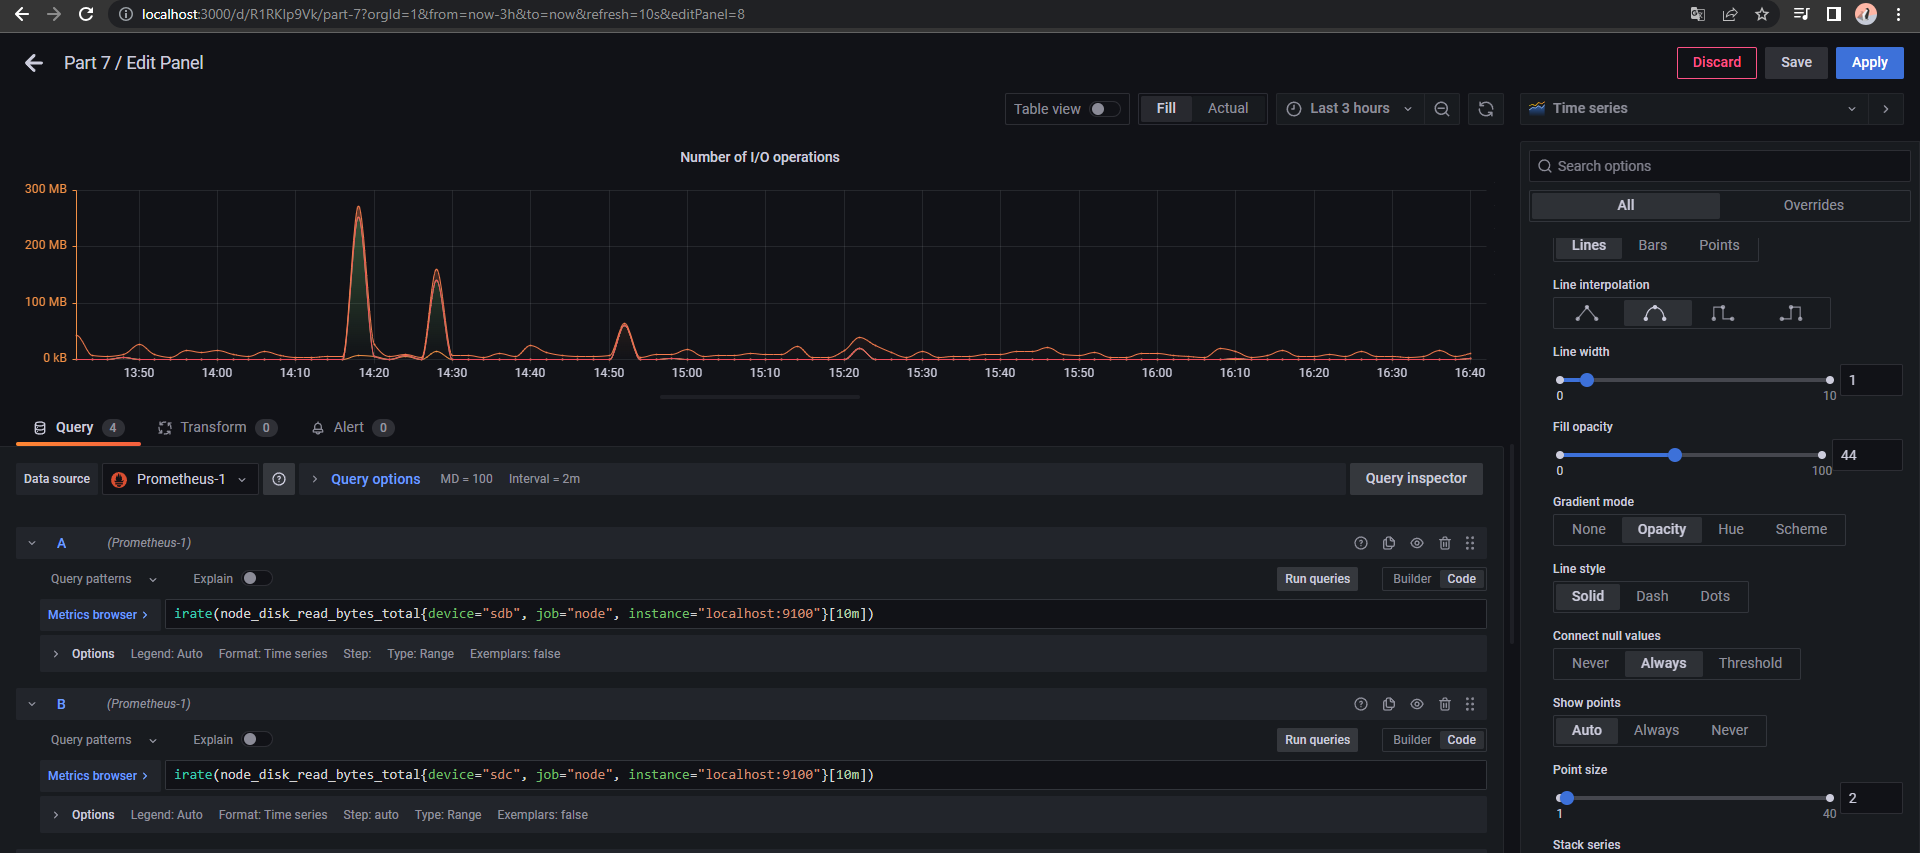 localhost:3000/d/R1RKlp9Vk/part-7?orgId=1&from=now-3h&to=now&refresh=10s&editPanel=8
Part 7 / Edit Panel
Discard Save Apply
Table view Fill Actual Last 3 hours Time series
Number of I/O operations
Search options
All Overrides
300 MB
200 MB
100 MB
0 kB
13:50 14:00 14:10 14:20 14:30 14:40 14:50 15:00 15:10 15:20 15:30 15:40 15:50 16:00 16:10 16:20 16:30 16:40
Query 4 Transform 0 Alert 0
Data source Prometheus-1 Query options MD = 100 Interval = 2m Query inspector
A (Prometheus-1)
Query patterns Explain Run queries Builder Code
Metrics browser > irate(node_disk_read_bytes_total{device="sdb", job="node", instance="localhost:9100"}[10m])
> Options Legend: Auto Format: Time series Step: Type: Range Exemplars: false
B (Prometheus-1)
Query patterns Explain Run queries Builder Code
Metrics browser > irate(node_disk_read_bytes_total{device="sdc", job="node", instance="localhost:9100"}[10m])
> Options Legend: Auto Format: Time series Step: auto Type: Range Exemplars: false
Lines Bars Points
Line interpolation
Line width
1
0 10
Fill opacity
44
0 100
Gradient mode
None Opacity Hue Scheme
Line style
Solid Dash Dots
Connect null values
Never Always Threshold
Show points
Auto Always Never
Point size
2
1 40
Stack series